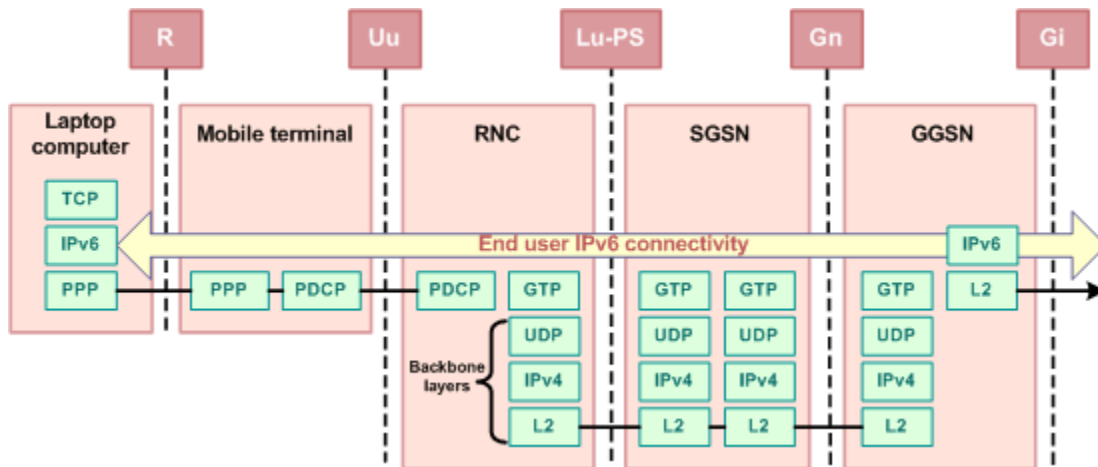 R
Uu
Lu-PS
Gn
Gi
Laptop
computer
Mobile terminal
RNC
SGSN
GGSN
TCP
IPv6
End user IPv6 connectivity
IPv6
PPP
PPP
PDCP
PDCP
GTP
GTP
GTP
GTP
L2
UDP
UDP
UDP
UDP
Backbone
layers
IPv4
IPv4
IPv4
IPv4
L2
L2
L2
L2